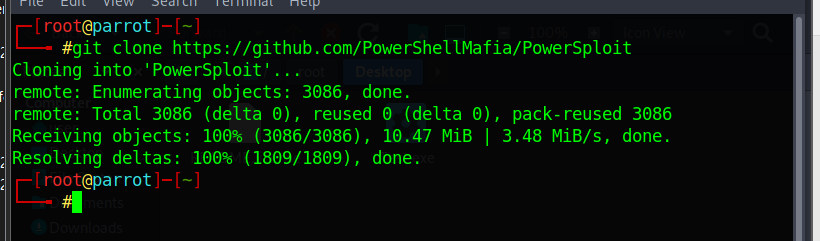 File Edit View Search Terminal Help
┌─[root@parrot]─[~]
└──╼ #git clone https://github.com/PowerShellMafia/PowerSploit
Cloning into 'PowerSploit'...
remote: Enumerating objects: 3086, done.
remote: Total 3086 (delta 0), reused 0 (delta 0), pack-reused 3086
Receiving objects: 100% (3086/3086), 10.47 MiB | 3.48 MiB/s, done.
Resolving deltas: 100% (1809/1809), done.
┌─[root@parrot]─[~]
└──╼ #
Desktop
Downloads